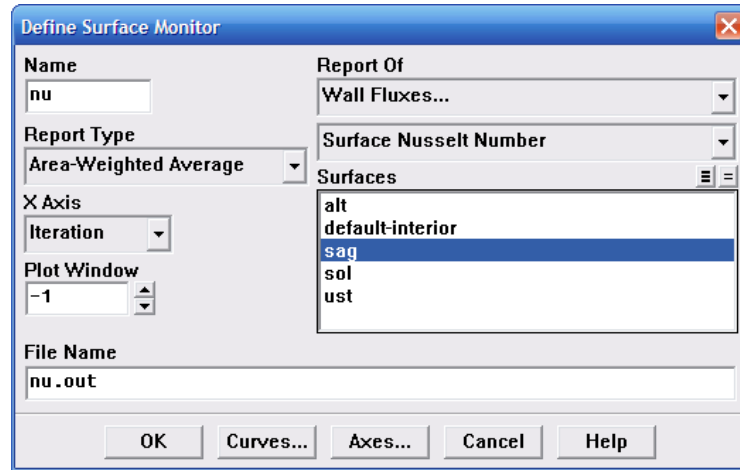 Define Surface Monitor
Name
nu
Report Type
Area-Weighted Average
X Axis
Iteration
Plot Window
-1
Report Of
Wall Fluxes...
Surface Nusselt Number
Surfaces
alt
default-interior
sag
sol
ust
File Name
nu.out
OK Curves... Axes... Cancel Help